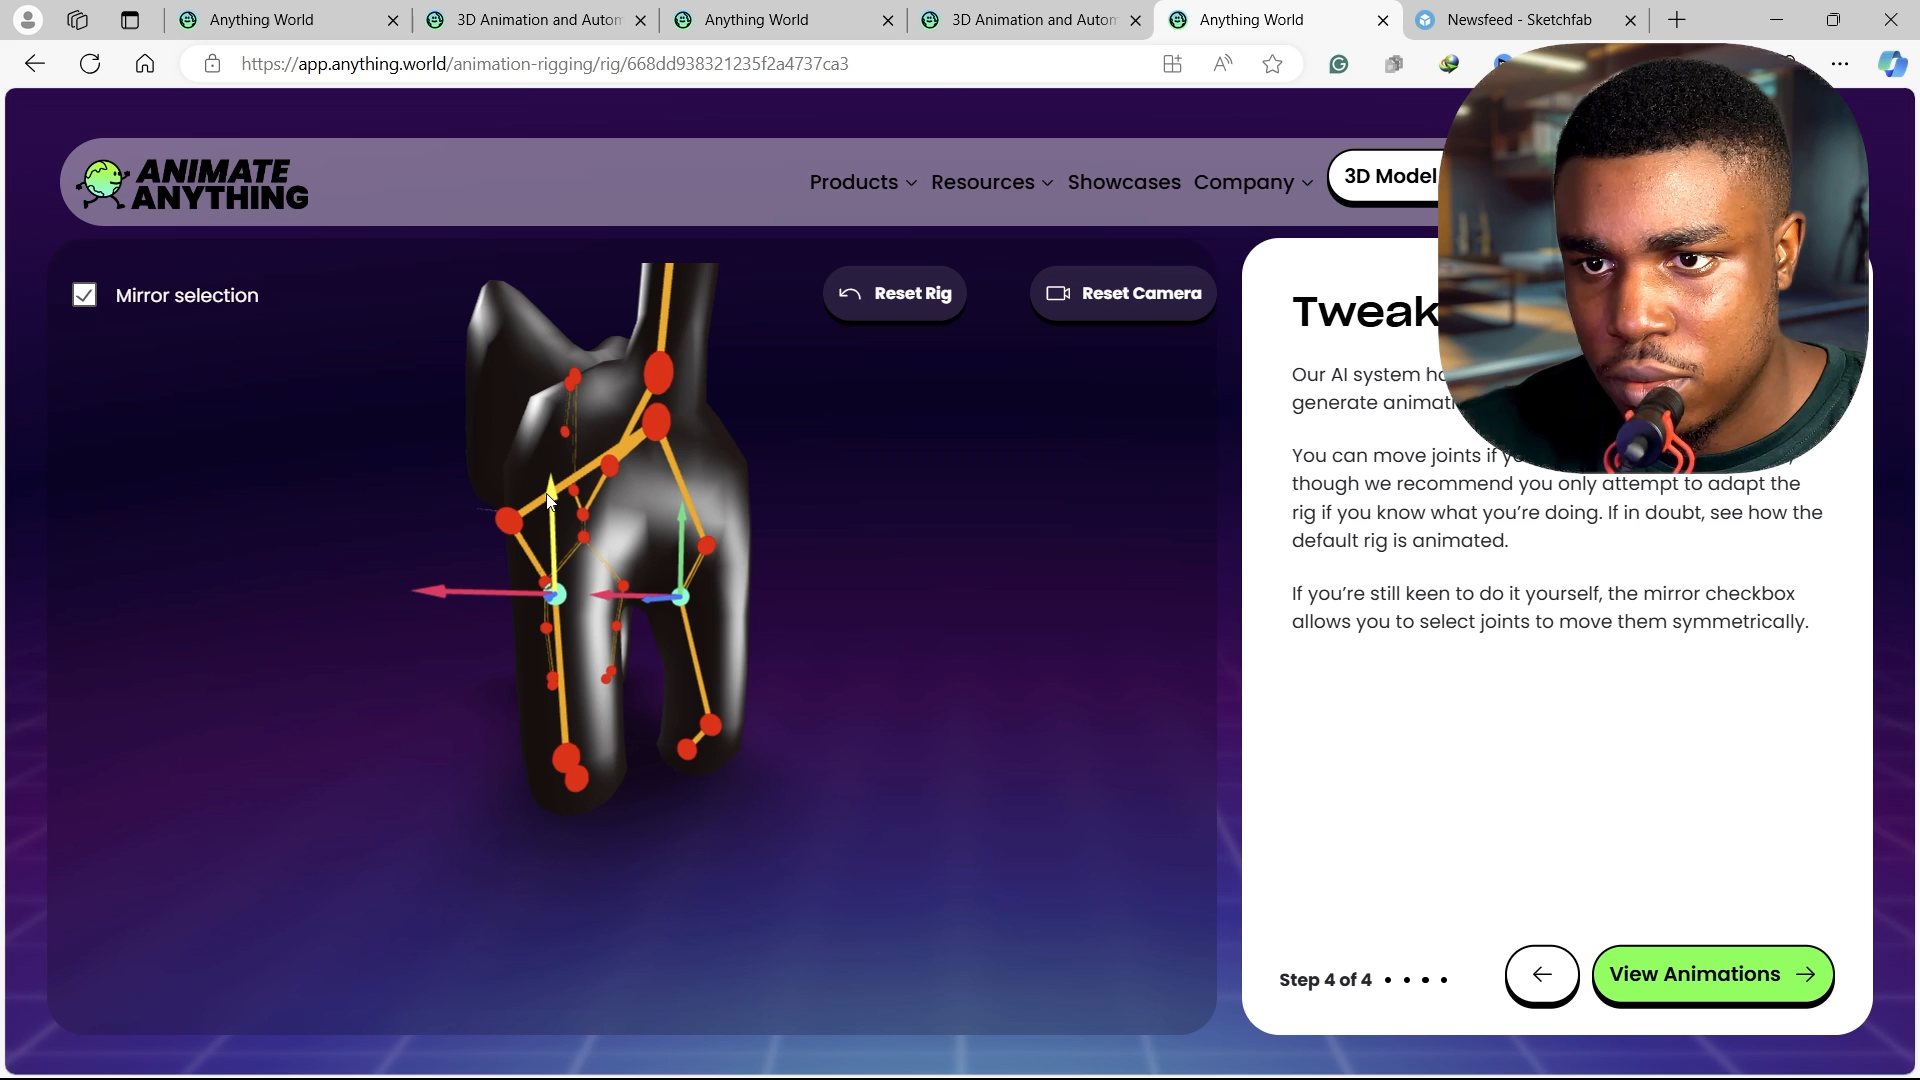 Anything World
3D Animation and Autom
Anything World
3D Animation and Autom
Anything World
Newsfeed - Sketchfab
https://app.anything.world/animation-rigging/rig/668dd938321235f2a4737ca3
ANIMATE
ANYTHING
Products
Resources
Showcases
Company
3D Model
Mirror selection
Reset Rig
Reset Camera
Tweak
Our AI system ha
generate animati
You can move joints if yo
though we recommend you only attempt to adapt the
rig if you know what you're doing. If in doubt, see how the
default rig is animated.
If you're still keen to do it yourself, the mirror checkbox
allows you to select joints to move them symmetrically.
Step 4 of 4
View Animations